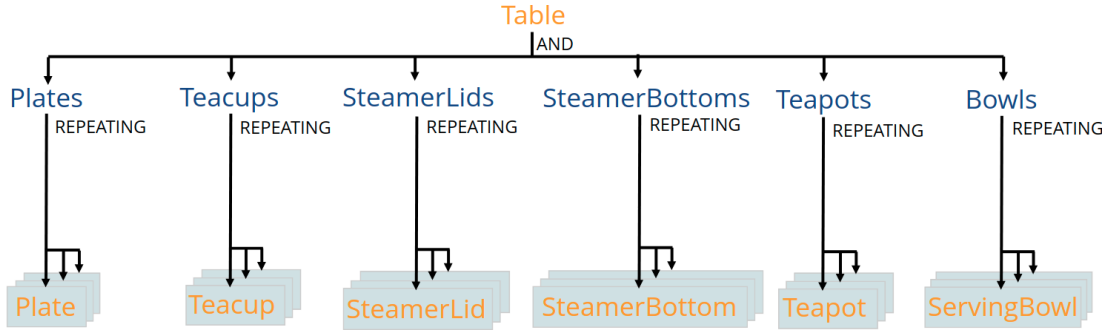 Table
AND
Plates Teacups SteamerLids SteamerBottoms Teapots Bowls
REPEATING REPEATING REPEATING REPEATING REPEATING REPEATING
Plate Teacup SteamerLid SteamerBottom Teapot ServingBowl